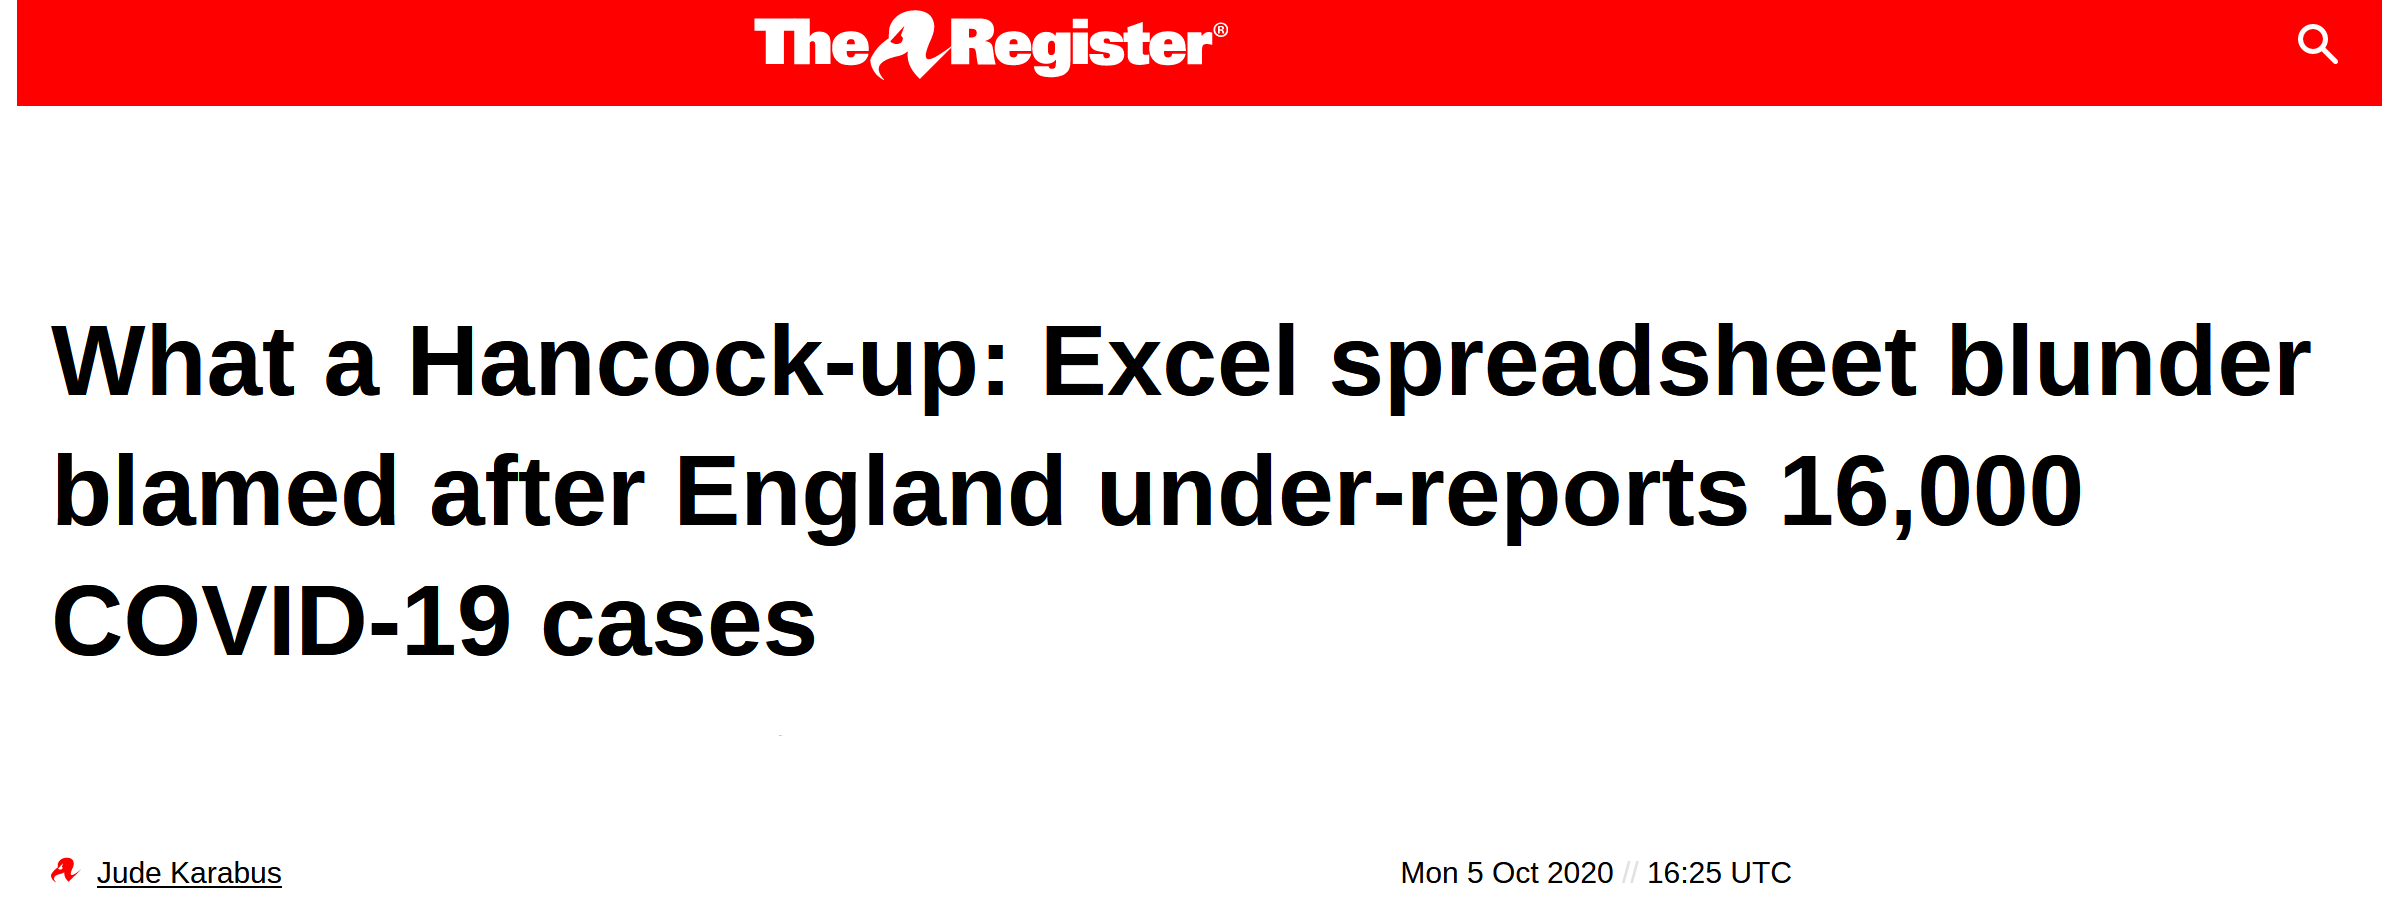 The Register®
What a Hancock-up: Excel spreadsheet blunder
blamed after England under-reports 16,000
COVID-19 cases
Jude Karabus
Mon 5 Oct 2020 // 16:25 UTC